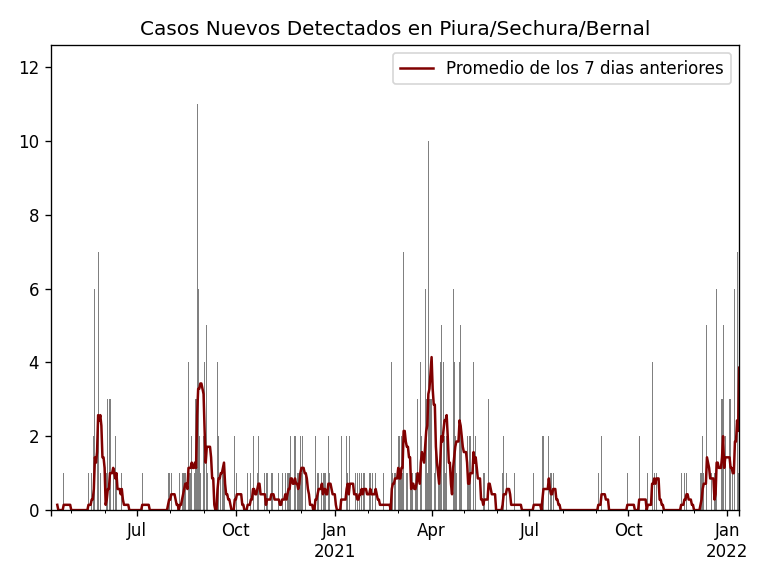 Casos Nuevos Detectados en Piura/Sechura/Bernal
Promedio de los 7 dias anteriores
12
10
8
6
4
2
0
Jul
Oct
Jan
2021
Apr
Jul
Oct
Jan
2022